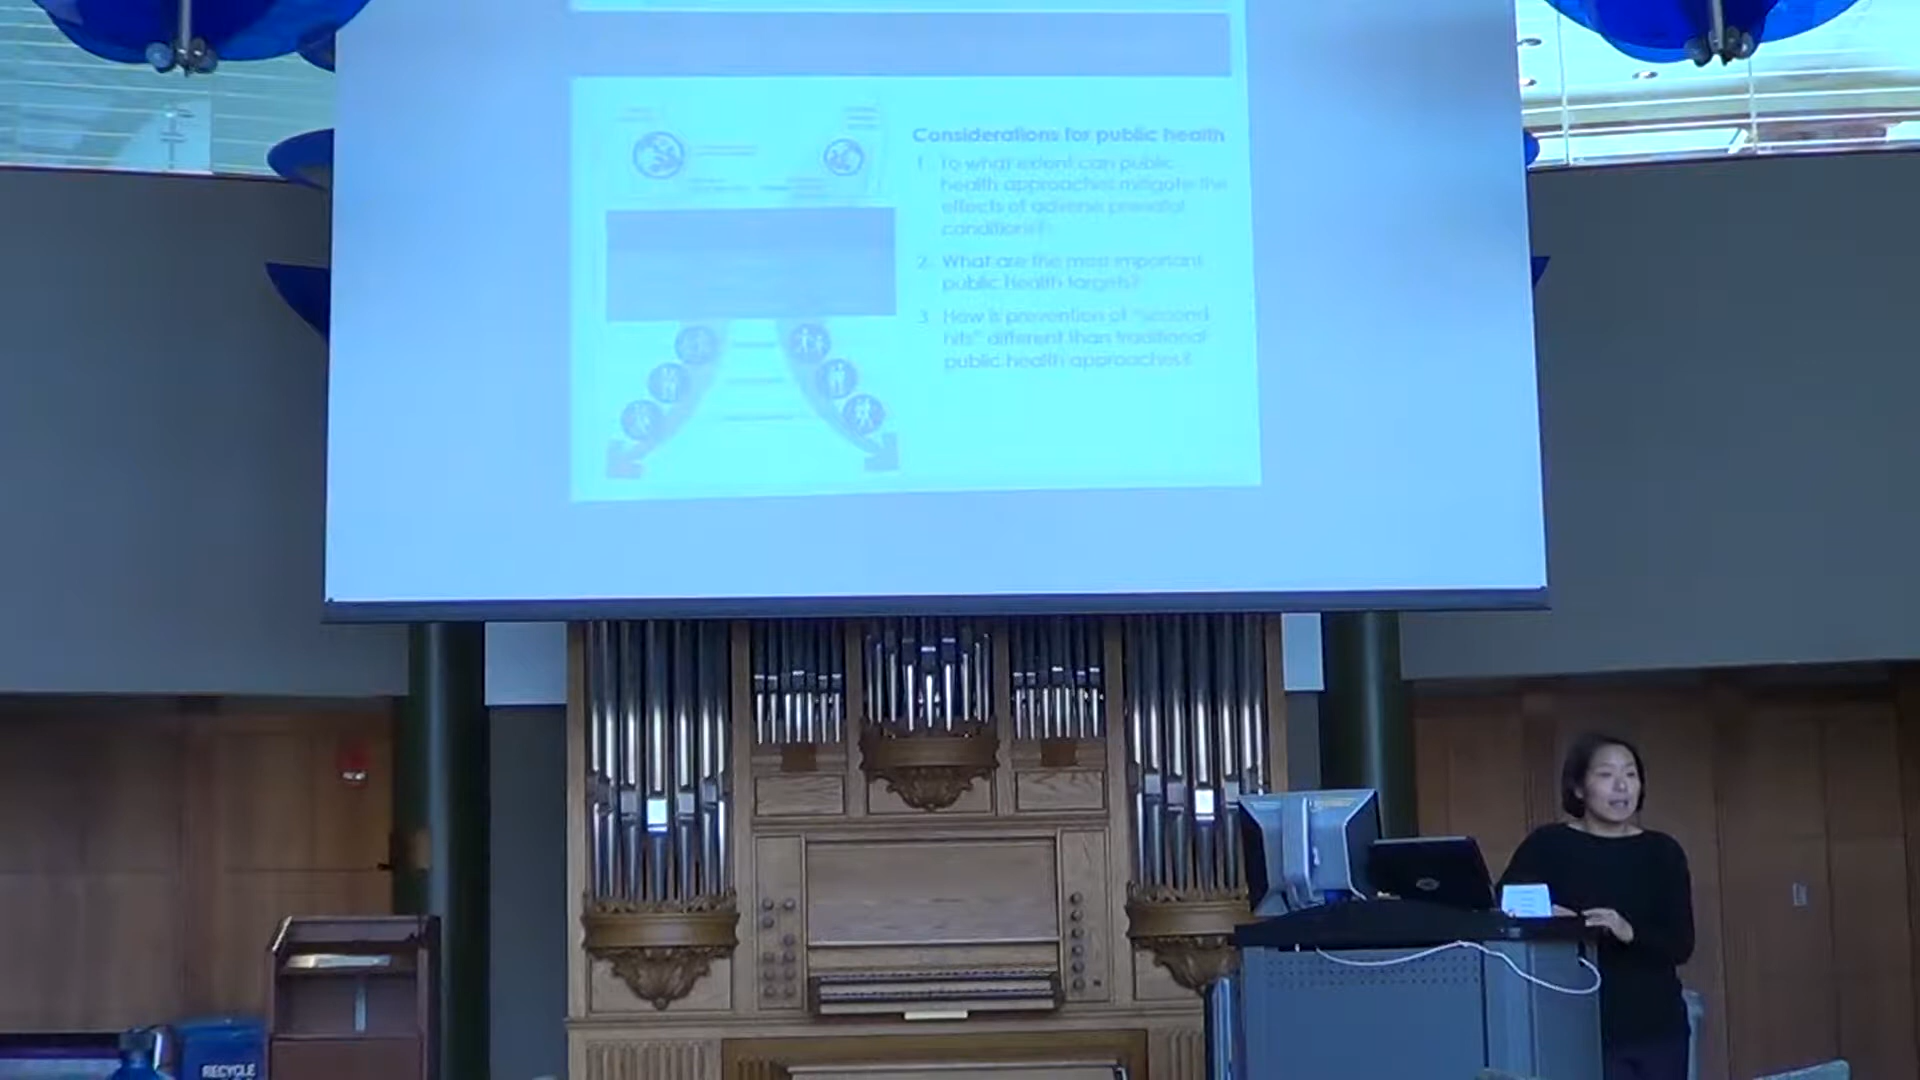 Considerations for public health
1. To what extent can public
health approaches mitigate the
effects of adverse prenatal
conditions?
2. What are the most important
public health targets?
3. How is prevention of "second
hits" different than traditional
public health approaches?
RECYCLE